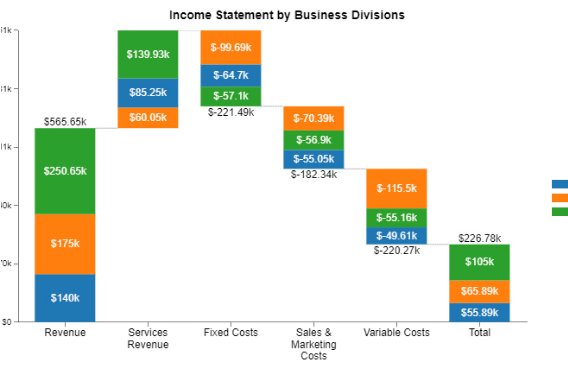 Income Statement by Business Divisions
$139.93k
$-99.69k
$85.25k
$-64.7k
$-57.1k
$60.05k
$-221.49k
$-70.39k
$565.65k
$-56.9k
$-55.05k
$250.65k
$-182.34k
$-115.5k
$-55.16k
$175k
$-49.61k
$226.78k
$-220.27k
$105k
$140k
$65.89k
$55.89k
$0
Revenue
Services
Revenue
Fixed Costs
Sales &
Marketing
Costs
Variable Costs
Total